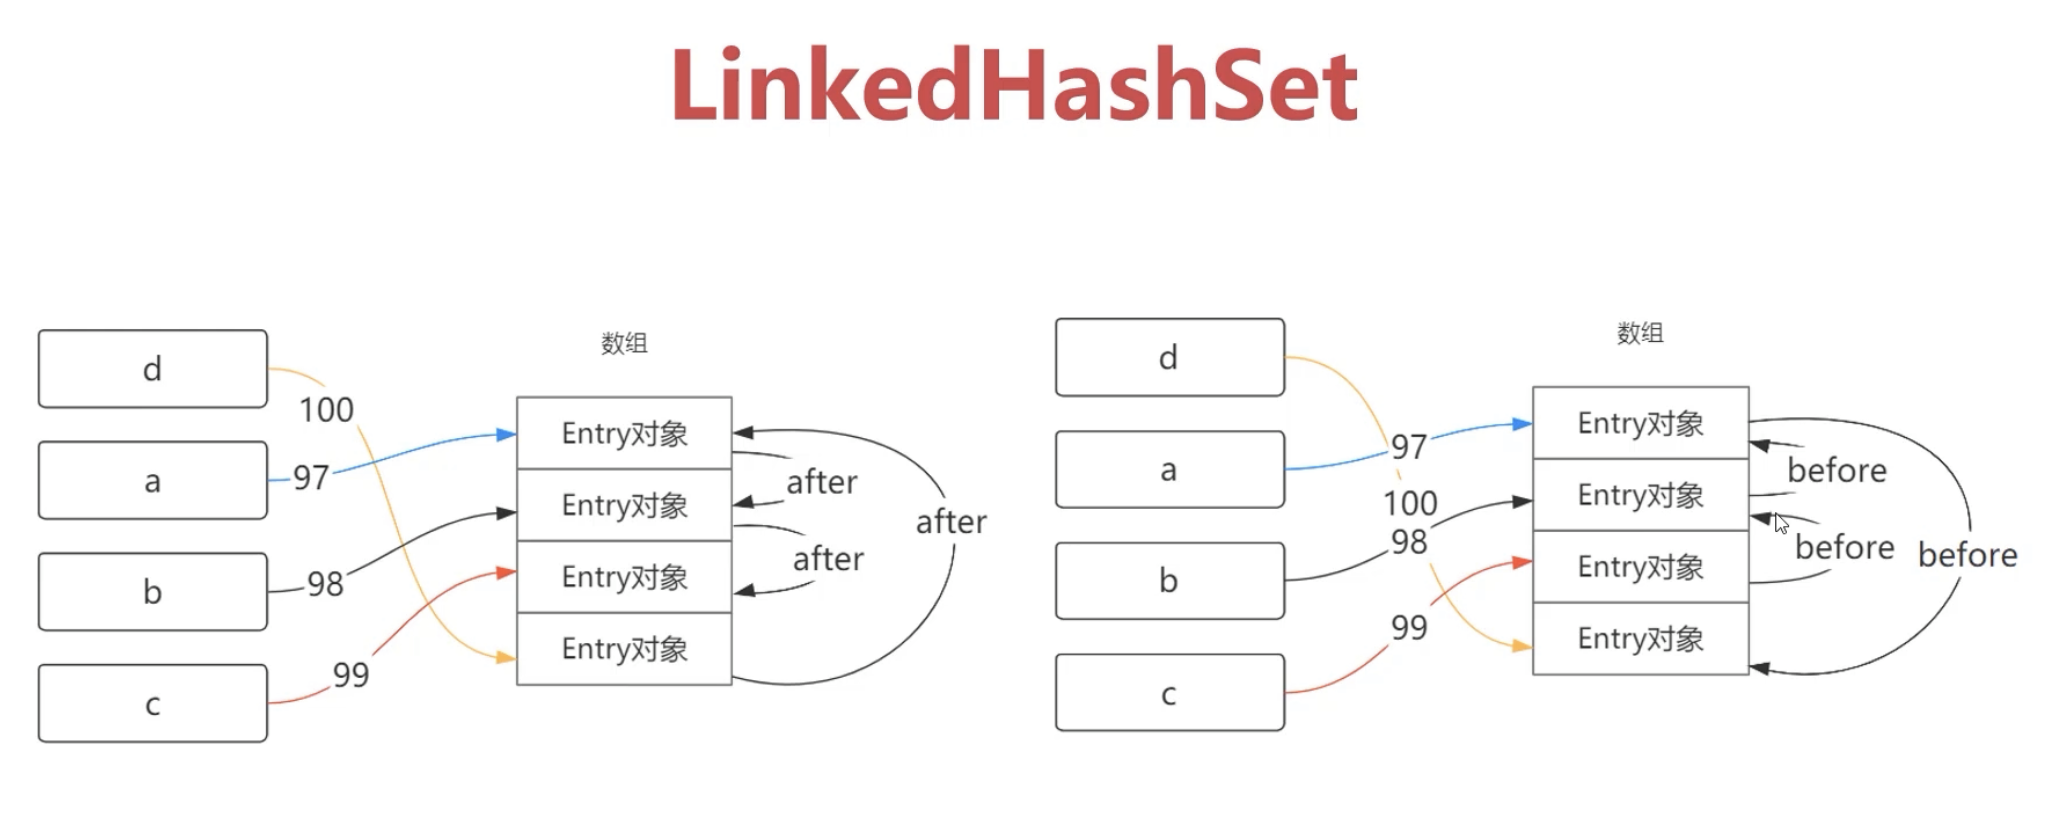 LinkedHashSet
数组
d
100
a
97
b
98
c
99
Entry对象
Entry对象
Entry对象
Entry对象
after
after
after
数组
d
97
a
100
98
b
99
c
Entry对象
Entry对象
Entry对象
Entry对象
before
before
before